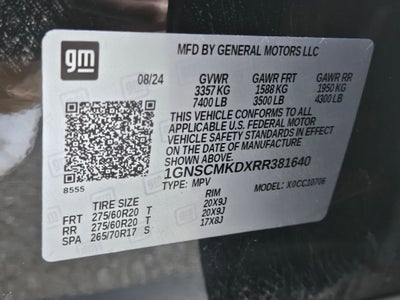 gm
MFD BY GENERAL MOTORS LLC
08/24 GVWR GAWR FRT GAWR RR
3357 KG 1588 KG 1950 KG
7400 LB 3500 LB 4300 LB
THIS VEHICLE CONFORMS TO ALL
APPLICABLE U.S. FEDERAL MOTOR
VEHICLE SAFETY STANDARDS IN EFFECT
ON THE DATE OF MANUFACTURE SHOWN ABOVE.
1GNSCMKDXRR381640
8555 TYPE: MPV MODEL: X0CC10706
TIRE SIZE RIM
FRT 275/60R20 T 20X9J
RR 275/60R20 T 20X9J
SPA 265/70R17 S 17X8J